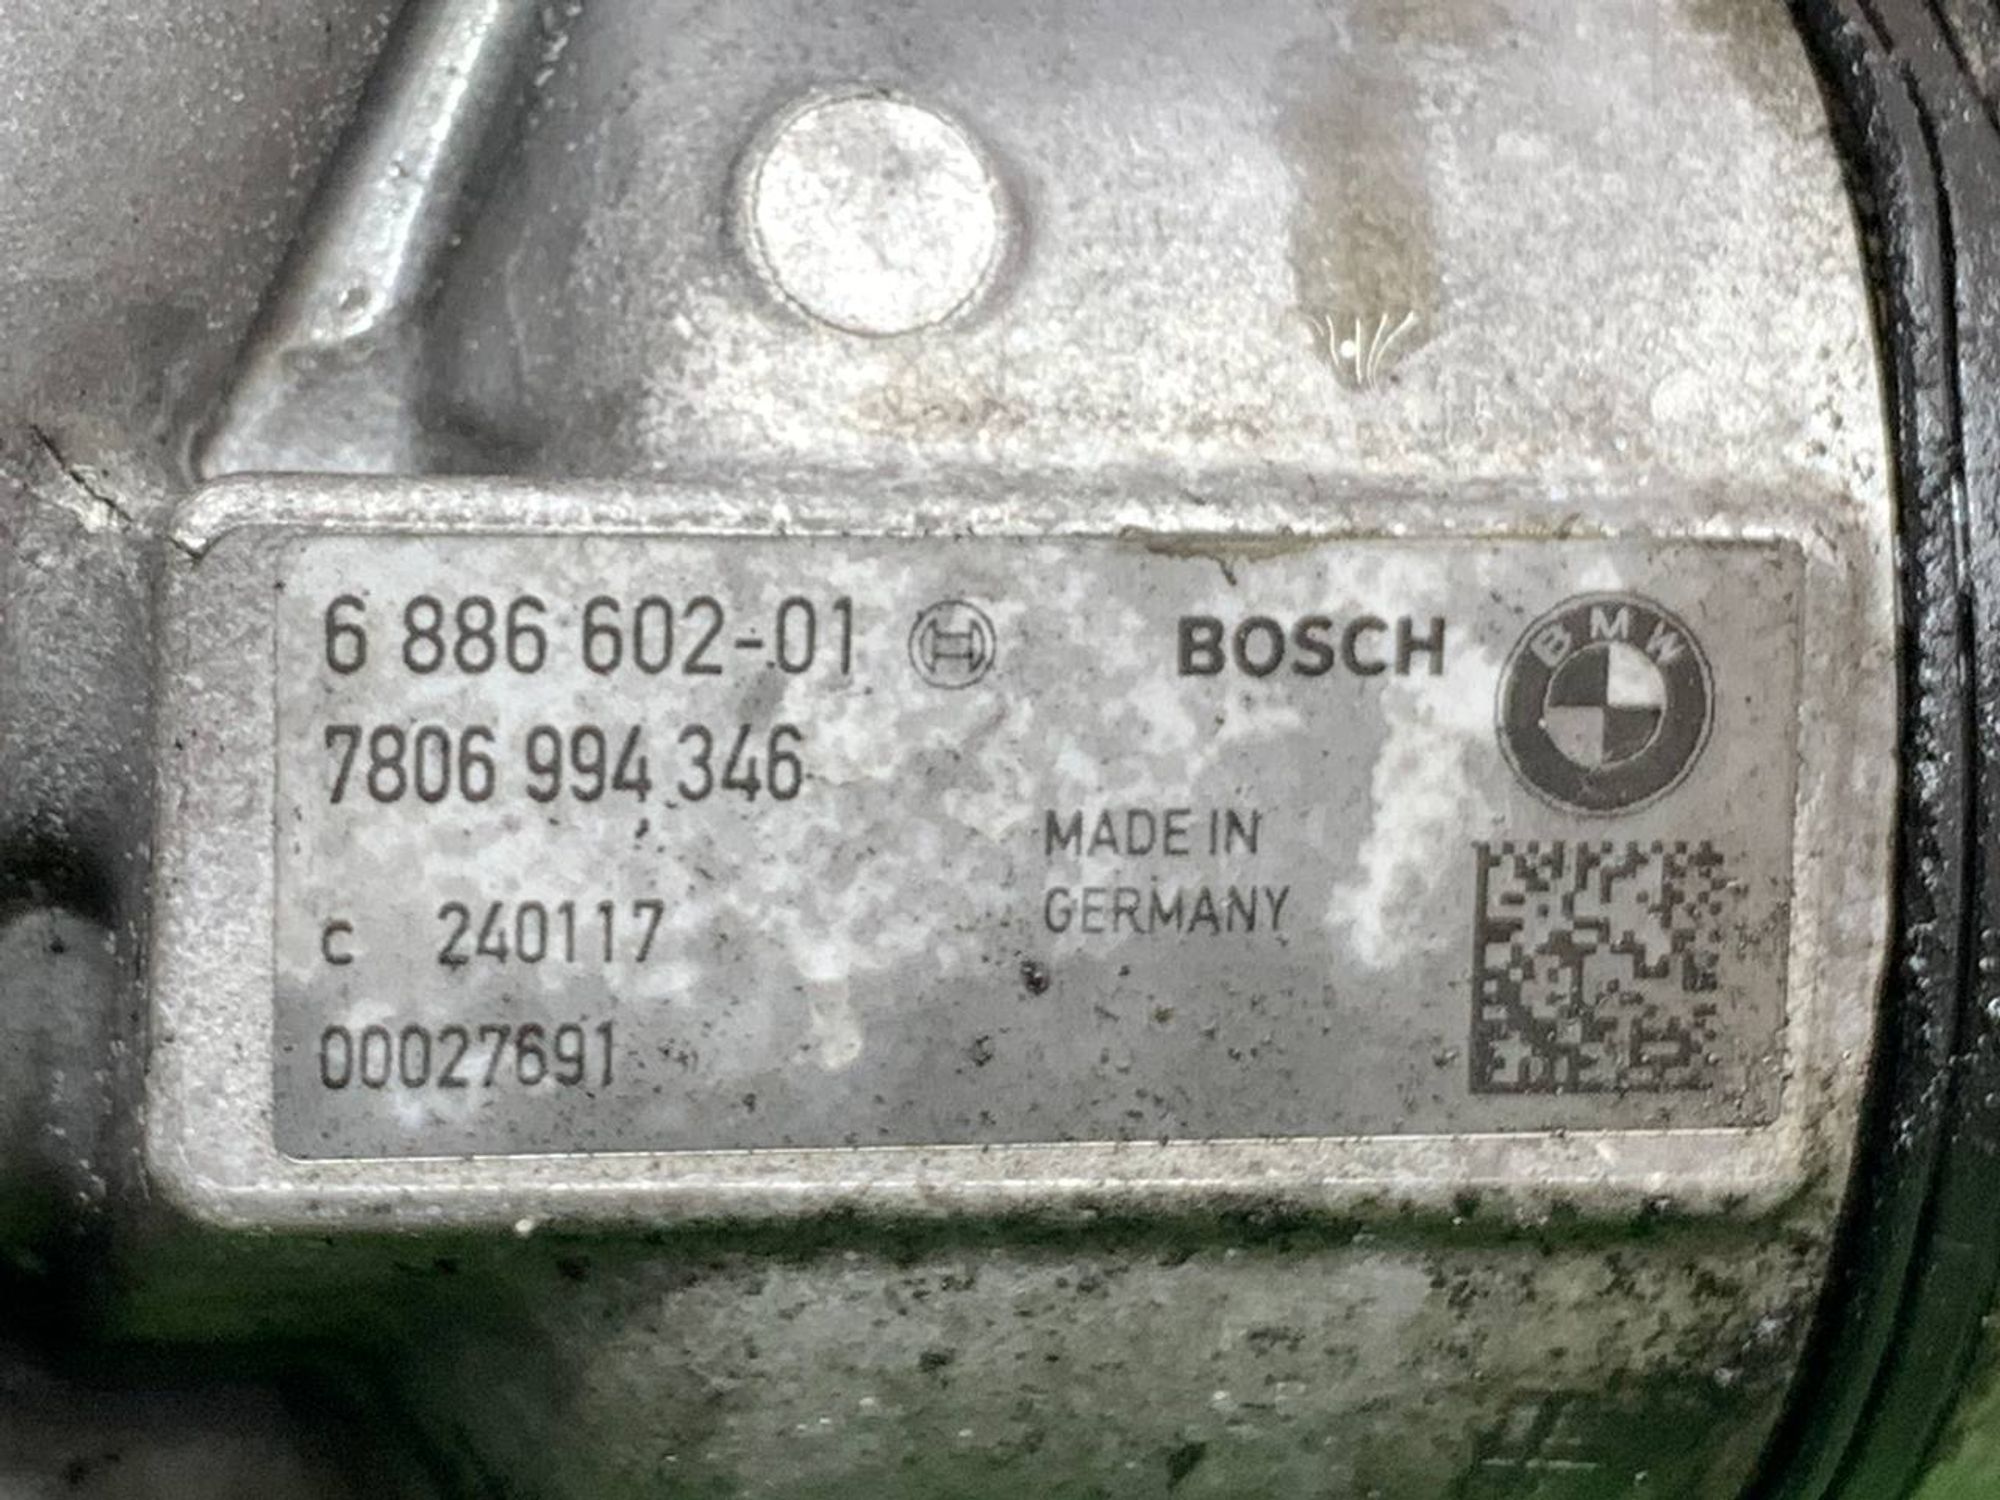 6 886 602-01 BOSCH
BMW
7806 994 346
MADE IN
GERMANY
c 240117
00027691